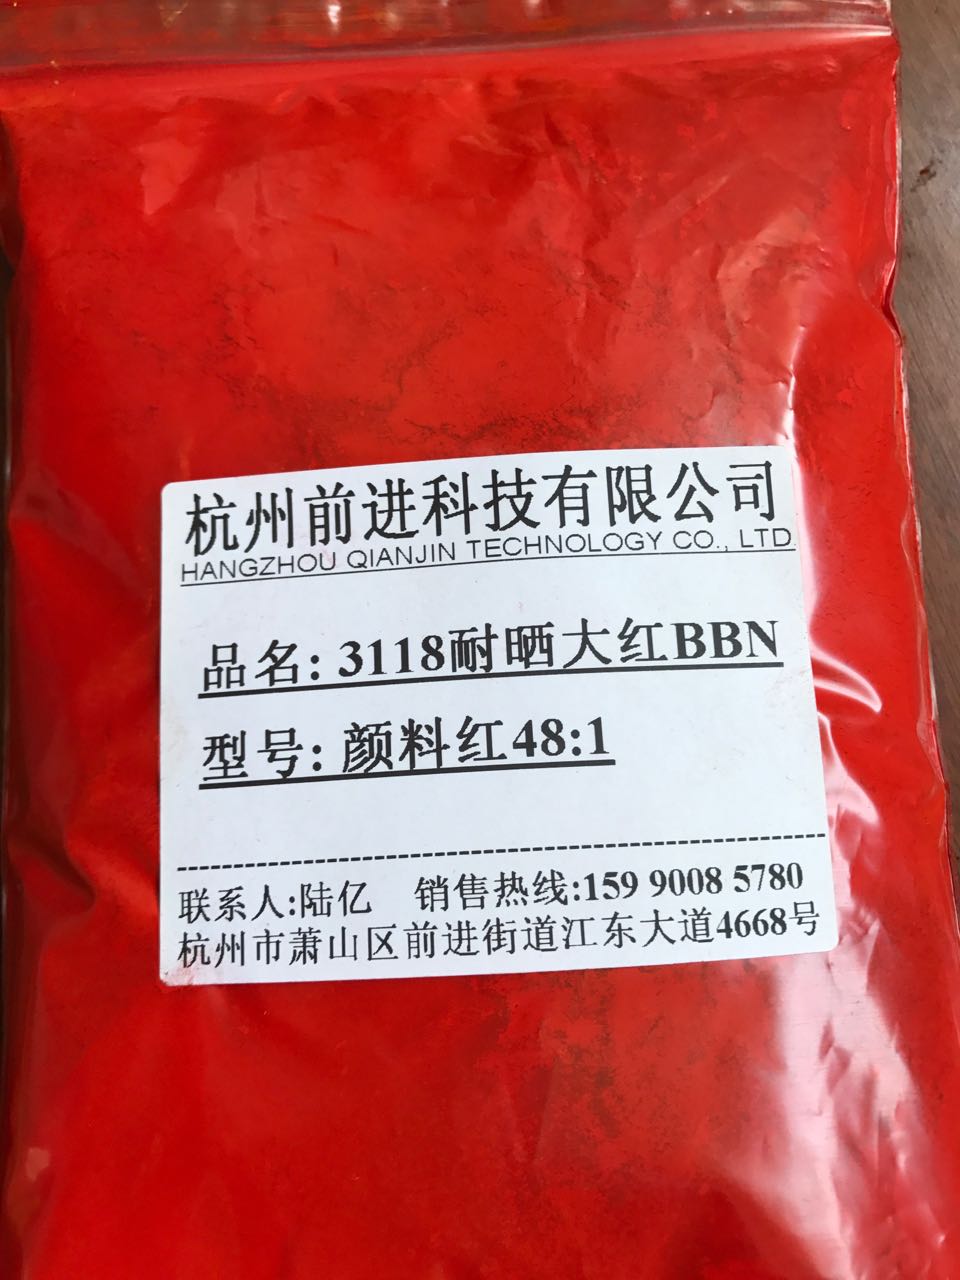 杭州前进科技有限公司
HANGZHOU QIANJIN TECHNOLOGY CO., LTD.
品名: 3118耐晒大红BBN
型号: 颜料红48:1
联系人:陆亿 销售热线:159 9008 5780
杭州市萧山区前进街道江东大道4668号